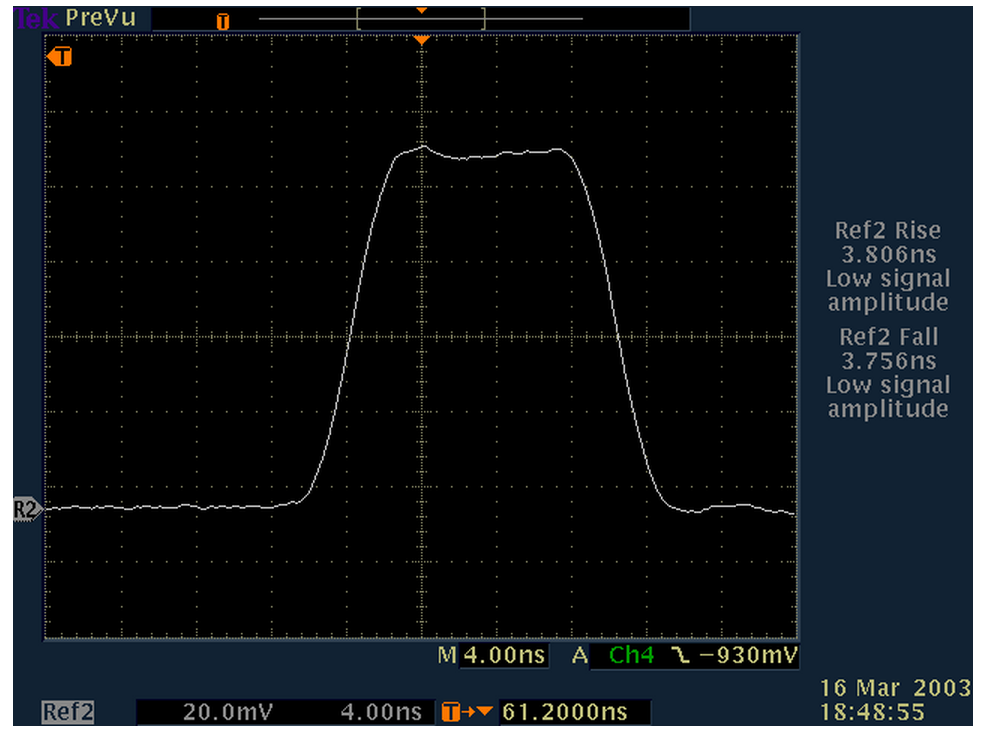 Tek PreVu
T
T
Ref2 Rise
3.806ns
Low signal
amplitude
Ref2 Fall
3.756ns
Low signal
amplitude
R2
M 4.00ns A Ch4 -930mV
Ref2 20.0mV 4.00ns T 61.2000ns
16 Mar 2003
18:48:55